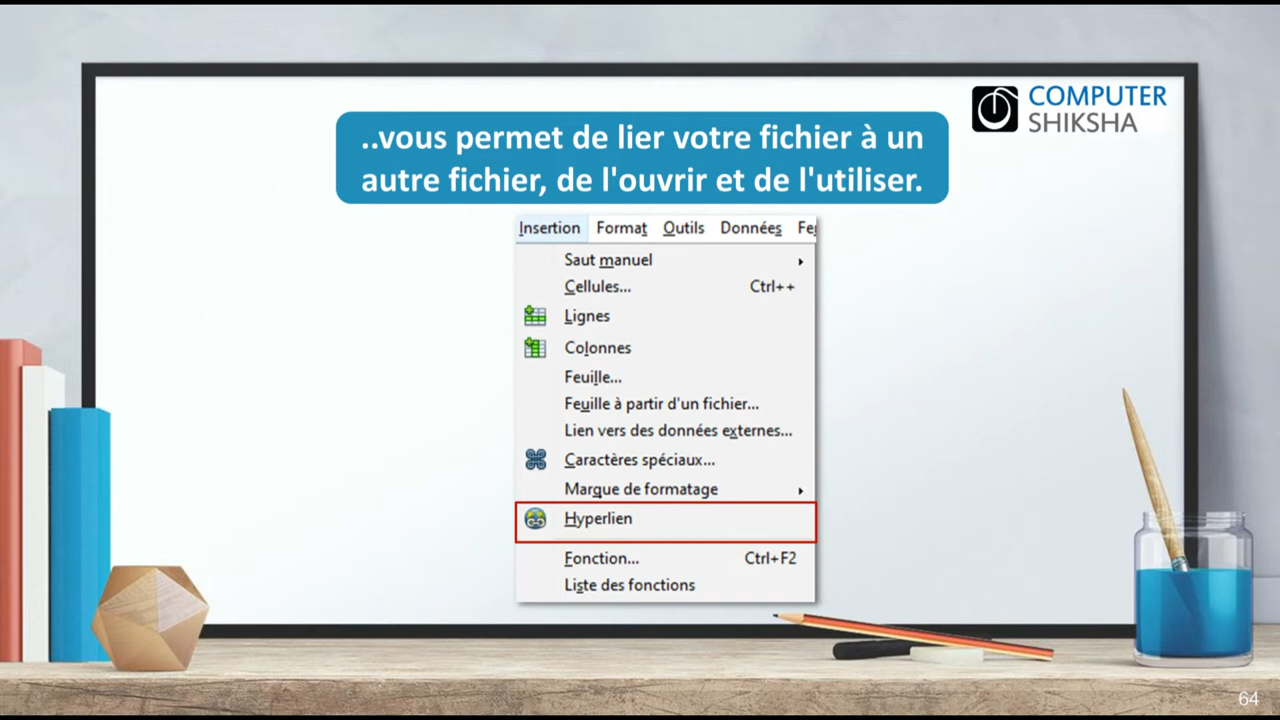 COMPUTER
SHIKSHA
..vous permet de lier votre fichier à un
autre fichier, de l'ouvrir et de l'utiliser.
Insertion Format Outils Données
Saut manuel
Cellules... Ctrl++
Lignes
Colonnes
Feuille...
Feuille à partir d'un fichier...
Lien vers des données externes...
Caractères spéciaux...
Marque de formatage
Hyperlien
Fonction... Ctrl+F2
Liste des fonctions
64